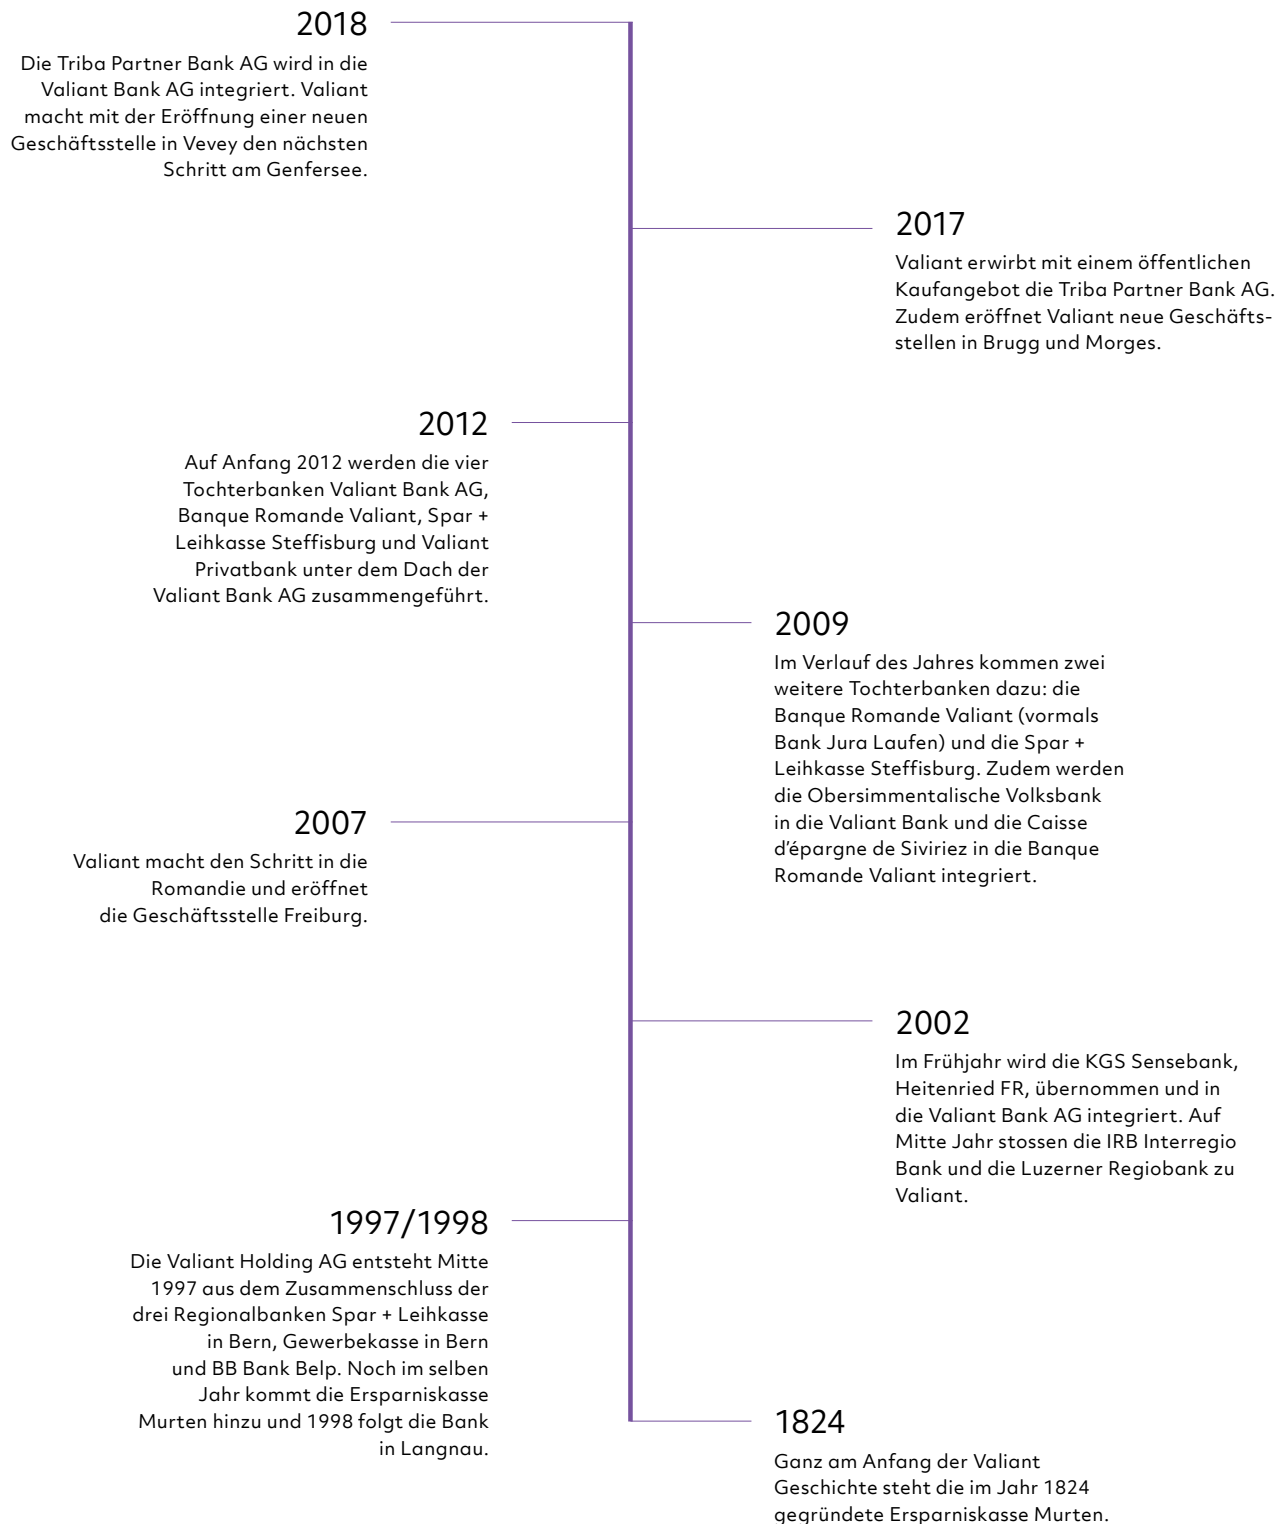 2018
Die Triba Partner Bank AG wird in die
Valiant Bank AG integriert. Valiant
macht mit der Eröffnung einer neuen
Geschäftsstelle in Vevey den nächsten
Schritt am Genfersee.
2017
Valiant erwirbt mit einem öffentlichen
Kaufangebot die Triba Partner Bank AG.
Zudem eröffnet Valiant neue Geschäfts-
stellen in Brugg und Morges.
2012
Auf Anfang 2012 werden die vier
Tochterbanken Valiant Bank AG,
Banque Romande Valiant, Spar +
Leihkasse Steffisburg und Valiant
Privatbank unter dem Dach der
Valiant Bank AG zusammengeführt.
2009
Im Verlauf des Jahres kommen zwei
weitere Tochterbanken dazu: die
Banque Romande Valiant (vormals
Bank Jura Laufen) und die Spar +
Leihkasse Steffisburg. Zudem werden
die Obersimmentalische Volksbank
in die Valiant Bank und die Caisse
d'épargne de Siviriez in die Banque
Romande Valiant integriert.
2007
Valiant macht den Schritt in die
Romandie und eröffnet
die Geschäftsstelle Freiburg.
2002
Im Frühjahr wird die KGS Sensebank,
Heitenried FR, übernommen und in
die Valiant Bank AG integriert. Auf
Mitte Jahr stossen die IRB Interregio
Bank und die Luzerner Regiobank zu
Valiant.
1997/1998
Die Valiant Holding AG entsteht Mitte
1997 aus dem Zusammenschluss der
drei Regionalbanken Spar + Leihkasse
in Bern, Gewerbekasse in Bern
und BB Bank Belp. Noch im selben
Jahr kommt die Ersparniskasse
Murten hinzu und 1998 folgt die Bank
in Langnau.
1824
Ganz am Anfang der Valiant
Geschichte steht die im Jahr 1824
gegründete Ersparniskasse Murten.